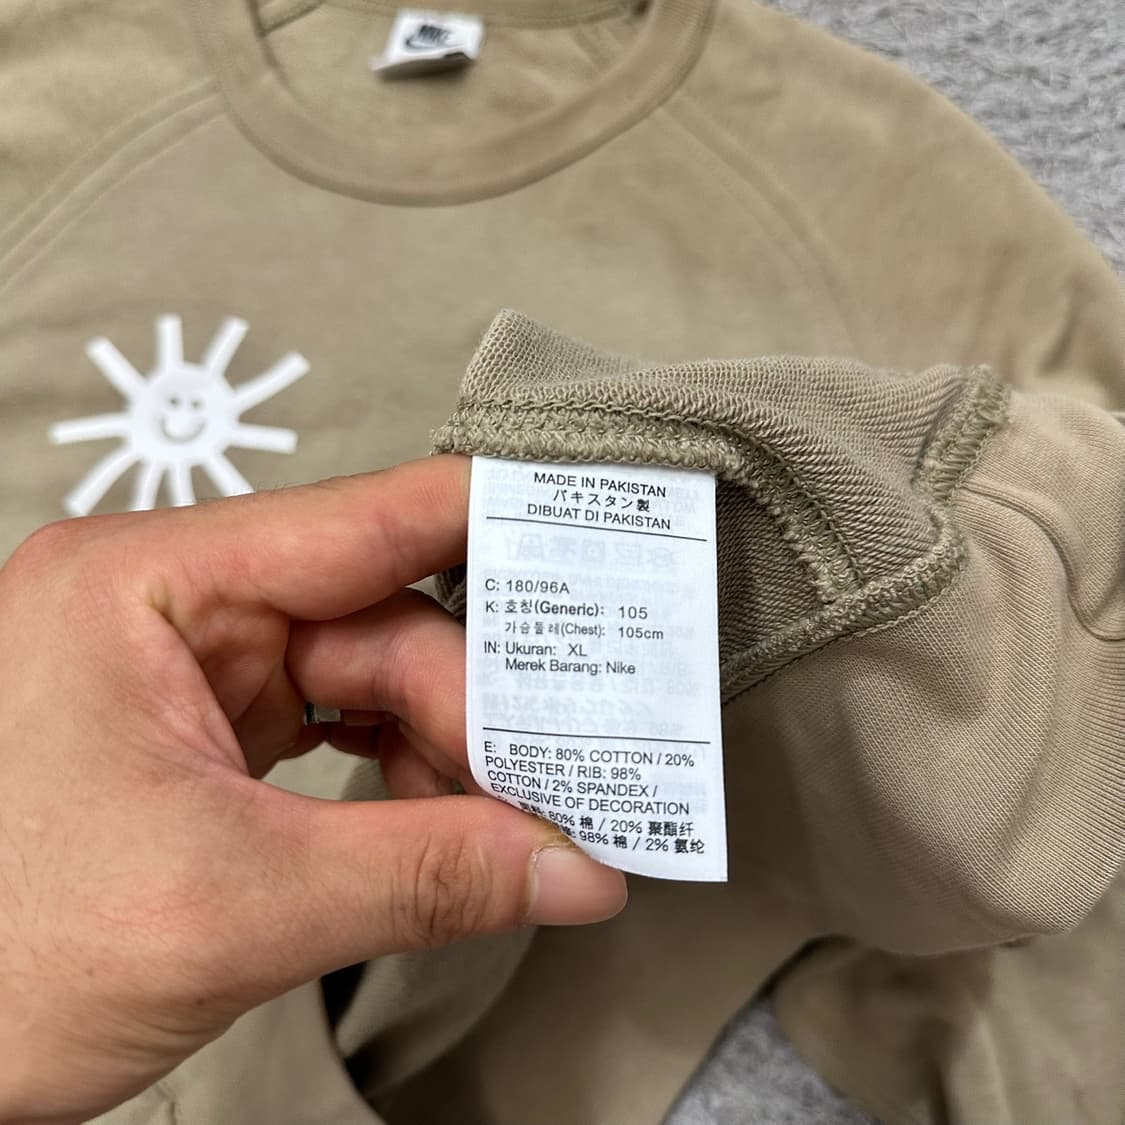 NIKE
MADE IN PAKISTAN
パキスタン製
DIBUAT DI PAKISTAN
C: 180/96A
K: 호칭(Generic): 105
가슴둘레(Chest): 105cm
IN: Ukuran: XL
Merek Barang: Nike
E: BODY: 80% COTTON / 20%
POLYESTER / RIB: 98%
COTTON / 2% SPANDEX /
EXCLUSIVE OF DECORATION
80% 棉 / 20% 聚酯纤
98% 棉 / 2% 氨纶